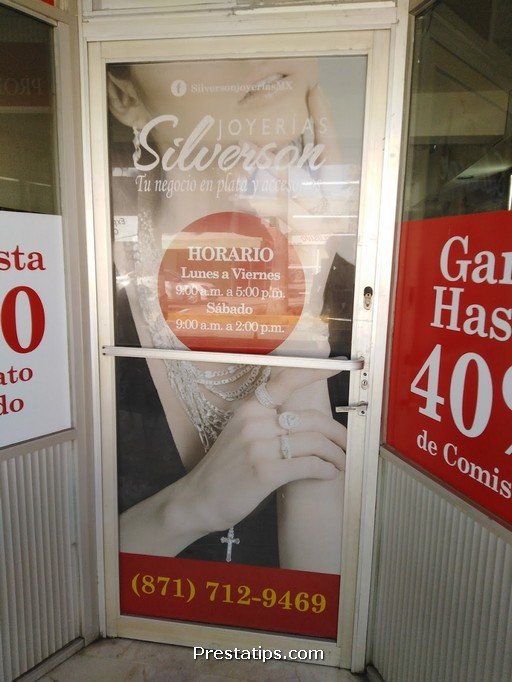 SilversonjoyeriasMX
JOYERÍAS
Silverson
Tu negocio en plata y acceso
HORARIO
Lunes a Viernes
9:00 a.m. a 5:00 p.m.
Sábado
9:00 a.m. a 2:00 p.m.
(871) 712-9469
sta
0
ato
do
Gan
Has
40%
de Comis
Prestatips.com